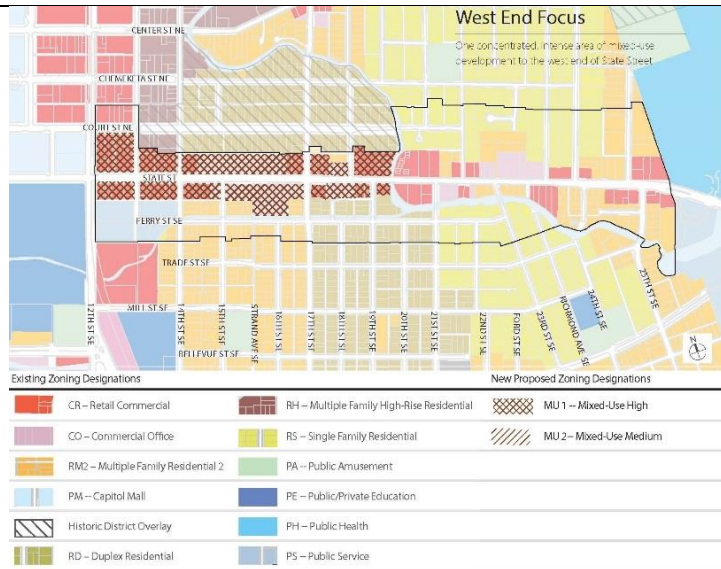 West End Focus
One concentrated, intense area of mixed-use
development to the west end of State Street
CENTER ST NE
CHEMEKETA ST NE
COURT ST NE
STATE ST
FERRY ST SE
TRADE ST SE
MILL ST SE
BELLEVUE ST SE
12TH ST SE
14TH ST SE
15TH ST SE
STRAND AVE SE
16TH ST SE
17TH ST SE
18TH ST SE
19TH ST SE
20TH ST SE
21ST ST SE
22ND ST SE
FORD ST SE
23RD ST SE
RICHMOND AVE SE
24TH ST SE
25TH ST SE
N
Existing Zoning Designations
New Proposed Zoning Designations
CR – Retail Commercial
RH – Multiple Family High-Rise Residential
MU 1 – Mixed-Use High
CO – Commercial Office
RS – Single Family Residential
MU 2 – Mixed-Use Medium
RM2 – Multiple Family Residential 2
PA – Public Amusement
PM – Capitol Mall
PE – Public/Private Education
Historic District Overlay
PH – Public Health
RD – Duplex Residential
PS – Public Service